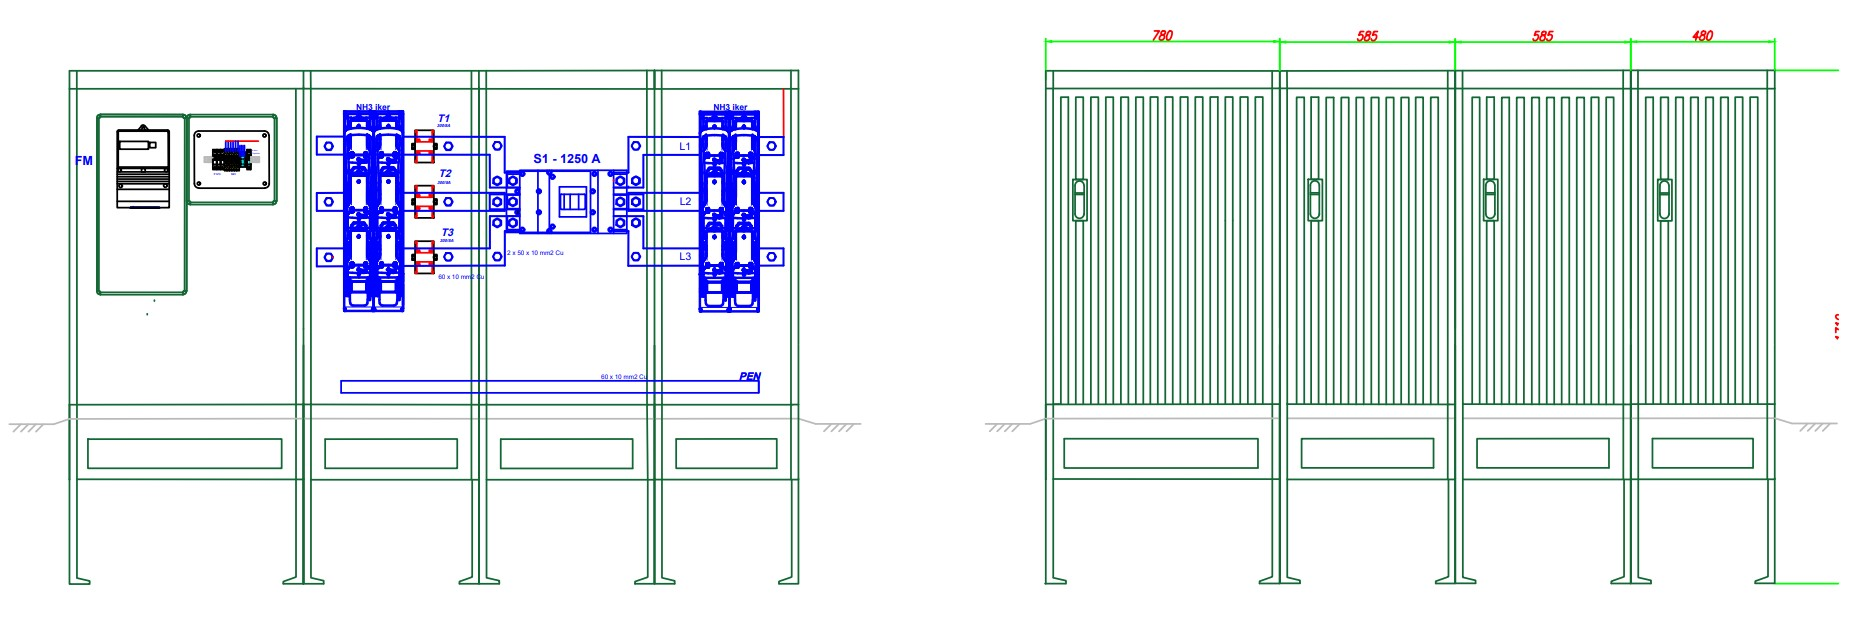 780
585
585
480
NH3 iker
T1
NH3 iker
L1
FM
S1 - 1250 A
T2
L2
T3
2 x 50 x 10 mm2 Cu
L3
60 x 10 mm2 Cu
60 x 10 mm2 Cu
PEN